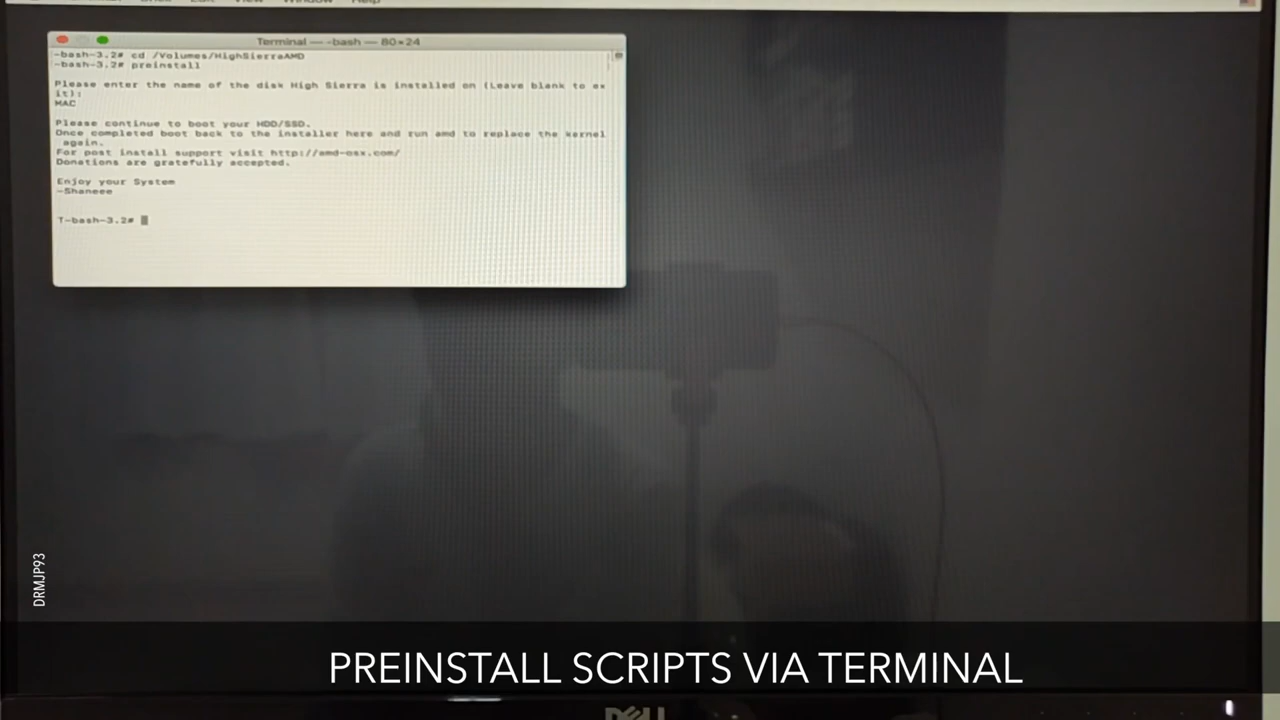 Terminal — -bash — 80×24
-bash-3.2# cd /Volumes/HighSierraAMD
-bash-3.2# preinstall
Please enter the name of the disk High Sierra is installed on (Leave blank to ex
it):
MAC
Please continue to boot your HDD/SSD.
Once completed boot back to the installer here and run amd to replace the kernel
again.
For post install support visit http://amd-osx.com/
Donations are gratefully accepted.
Enjoy your System
-Shaneee
T-bash-3.2#
DRMJP93
PREINSTALL SCRIPTS VIA TERMINAL
DELL